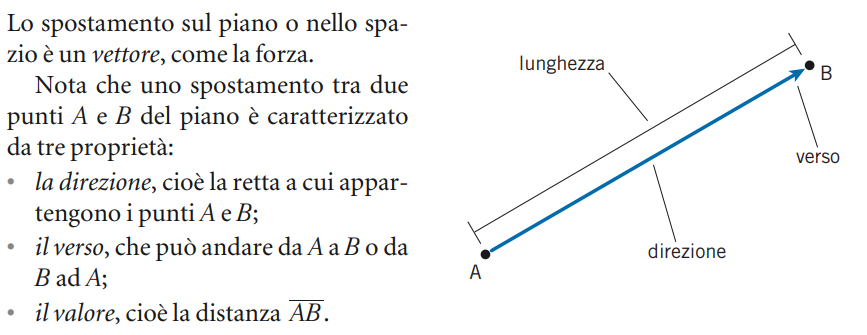 Lo spostamento sul piano o nello spa-
zio è un vettore, come la forza.
Nota che uno spostamento tra due
punti A e B del piano è caratterizzato
da tre proprietà:
• la direzione, cioè la retta a cui appar-
tengono i punti A e B;
• il verso, che può andare da A a B o da
B ad A;
• il valore, cioè la distanza A̅B̅.
lunghezza
B
verso
direzione
A